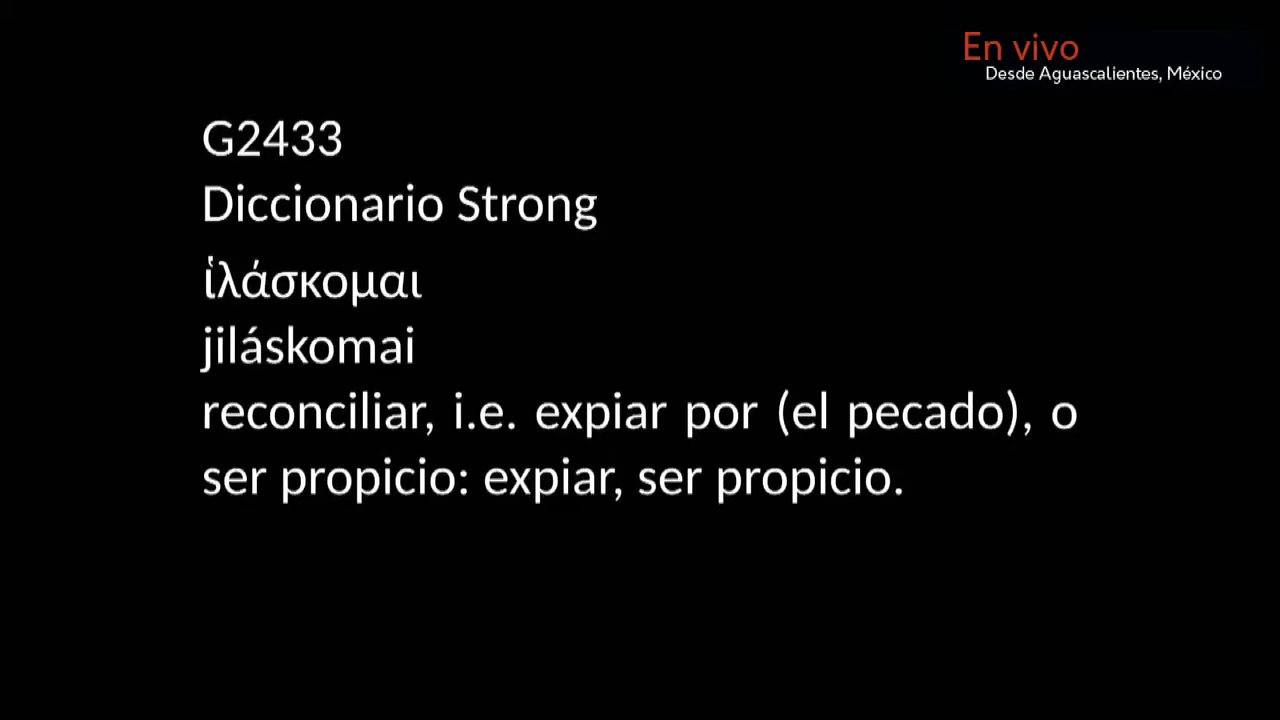 En vivo
Desde Aguascalientes, México
G2433
Diccionario Strong
ἱλάσκομαι
jiláskomai
reconciliar, i.e. expiar por (el pecado), o
ser propicio: expiar, ser propicio.